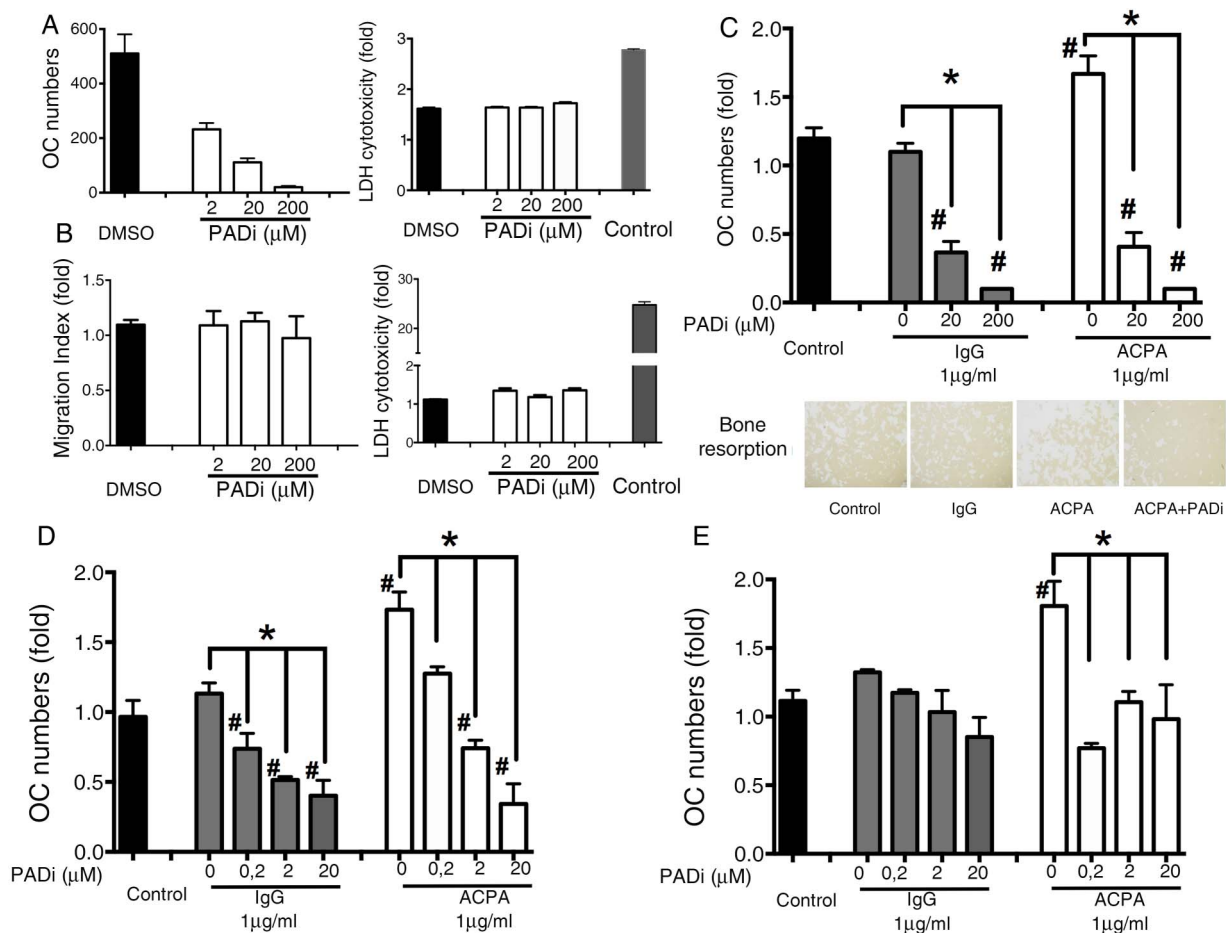 A
OC numbers
600
400
200
0
2 20 200
DMSO
PADi (μM)
LDH cytotoxicity (fold)
3
2
1
0
2 20 200
DMSO
PADi (μM)
Control
B
Migration Index (fold)
1.5
1.0
0.5
0.0
2 20 200
DMSO
PADi (μM)
LDH cytotoxicity (fold)
30
20
2
1
0
2 20 200
DMSO
PADi (μM)
Control
C
OC numbers (fold)
2.0
1.5
1.0
0.5
0.0
*
*
#
#
#
#
#
PADi (μM)
0 20 200
0 20 200
Control
IgG
1μg/ml
ACPA
1μg/ml
Bone
resorption
Control
IgG
ACPA
ACPA+PADi
D
OC numbers (fold)
2.0
1.5
1.0
0.5
0.0
*
*
#
#
#
#
#
#
PADi (μM)
0 0,2 2 20
0 0,2 2 20
Control
IgG
1μg/ml
ACPA
1μg/ml
E
OC numbers (fold)
2.0
1.5
1.0
0.5
0.0
*
#
PADi (μM)
0 0,2 2 20
0 0,2 2 20
Control
IgG
1μg/ml
ACPA
1μg/ml